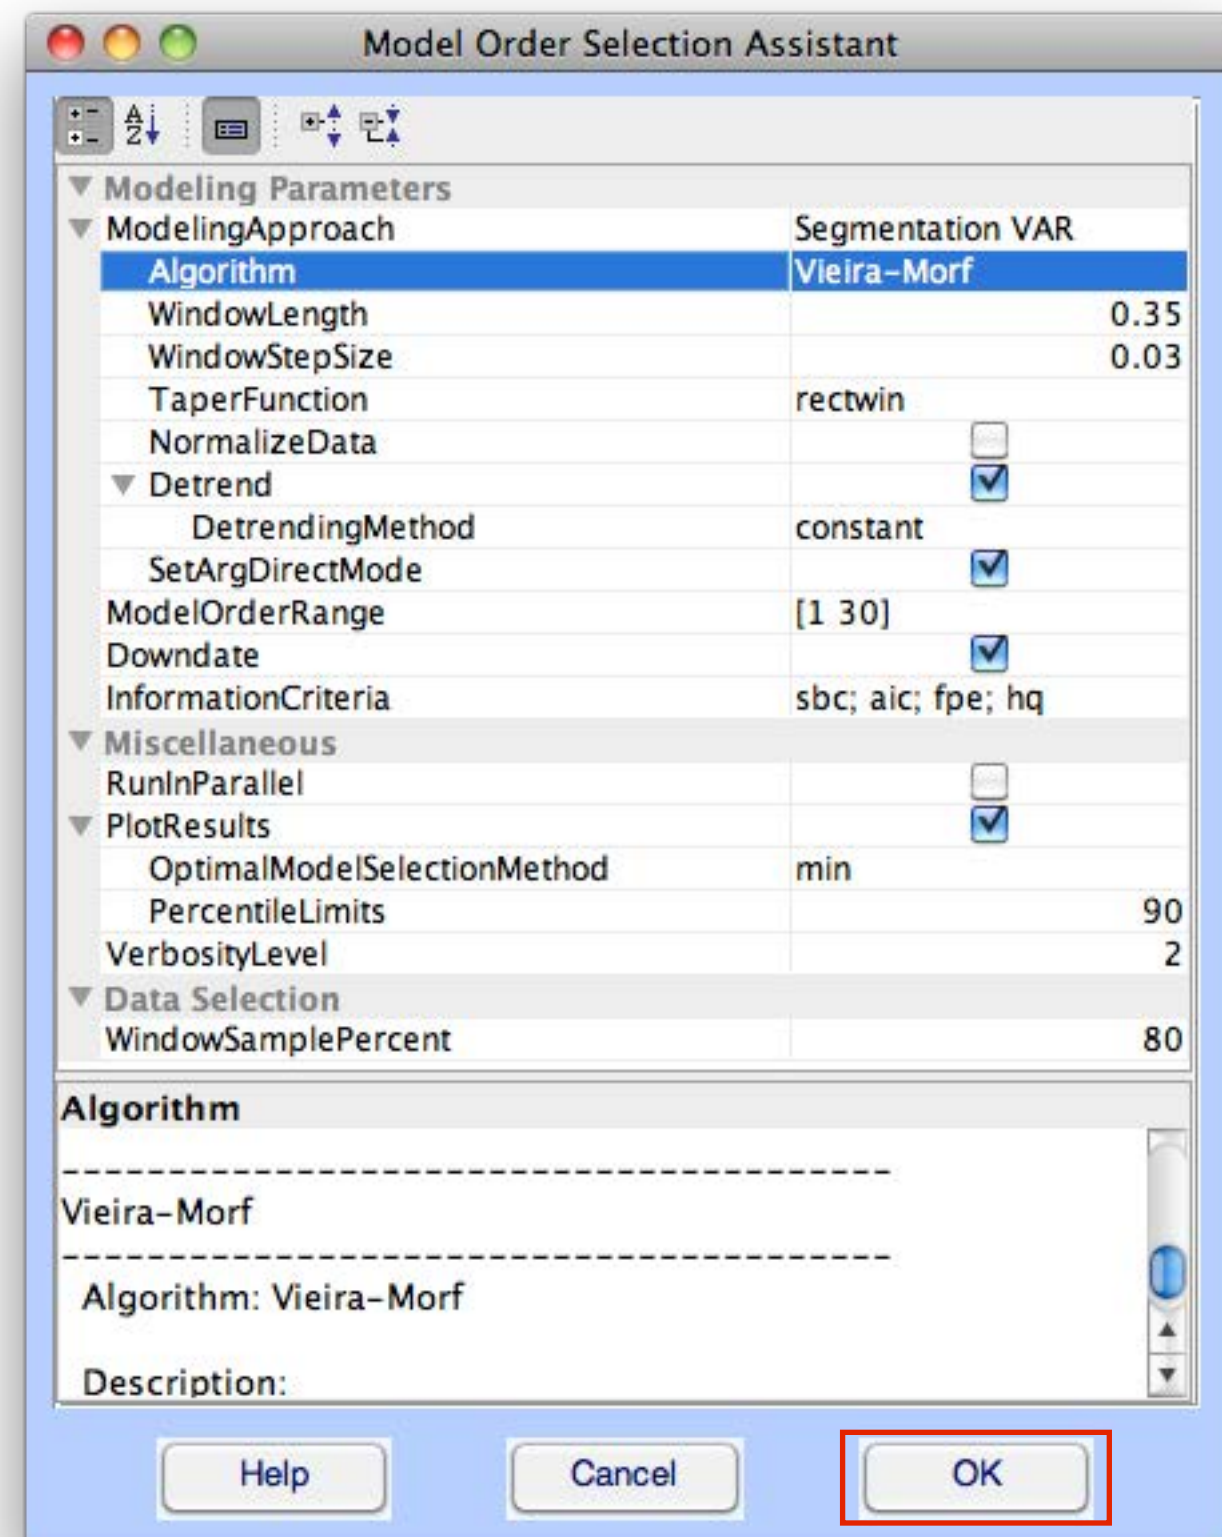 Model Order Selection Assistant
A
Z
Modeling Parameters
ModelingApproach Segmentation VAR
Algorithm Vieira-Morf
WindowLength 0.35
WindowStepSize 0.03
TaperFunction rectwin
NormalizeData
Detrend
DetrendingMethod constant
SetArgDirectMode
ModelOrderRange [1 30]
Downdate
InformationCriteria sbc; aic; fpe; hq
Miscellaneous
RunInParallel
PlotResults
OptimalModelSelectionMethod min
PercentileLimits 90
VerbosityLevel 2
Data Selection
WindowSamplePercent 80
Algorithm
---------------------------------------
Vieira-Morf
---------------------------------------
Algorithm: Vieira-Morf
Description:
Help Cancel OK